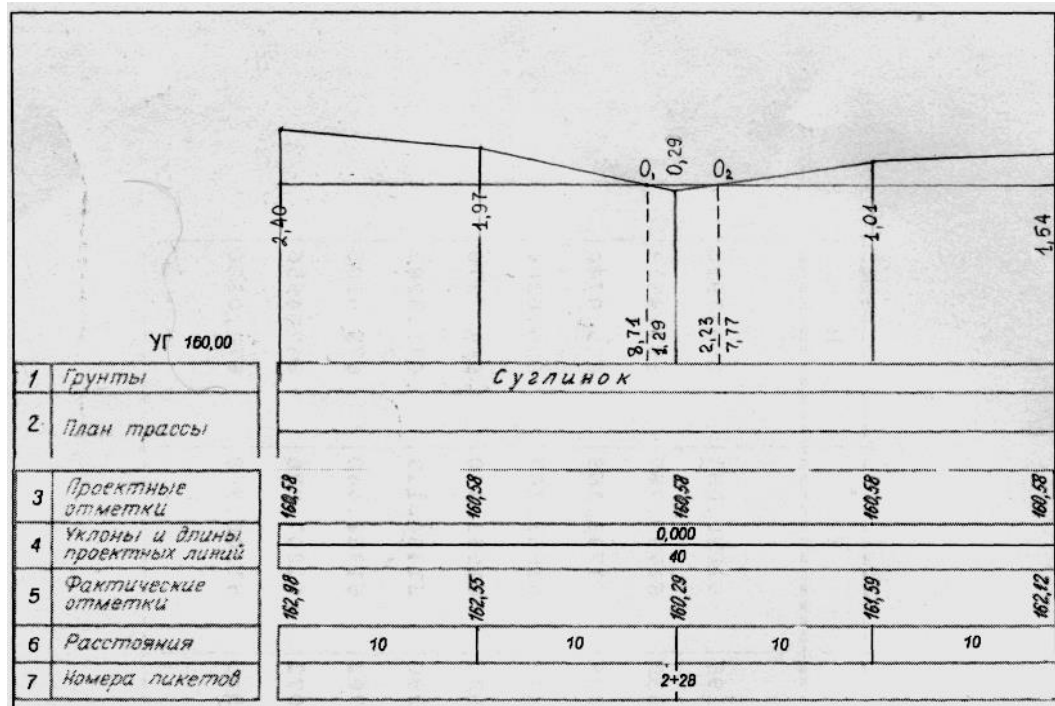 0,29
O₁ O₂
2,40 1,97 1,01 1,54
8,71 1,29 2,23 7,77
УГ 160,00
1 Грунты Суглинок
2 План трассы
3 Проектные отметки 160,58 160,58 160,58 160,58 160,58
4 Уклоны и длины проектных линий 0,000
40
5 Фактические отметки 162,98 162,55 160,29 161,59 162,12
6 Расстояния 10 10 10 10
7 Номера пикетов 2+28